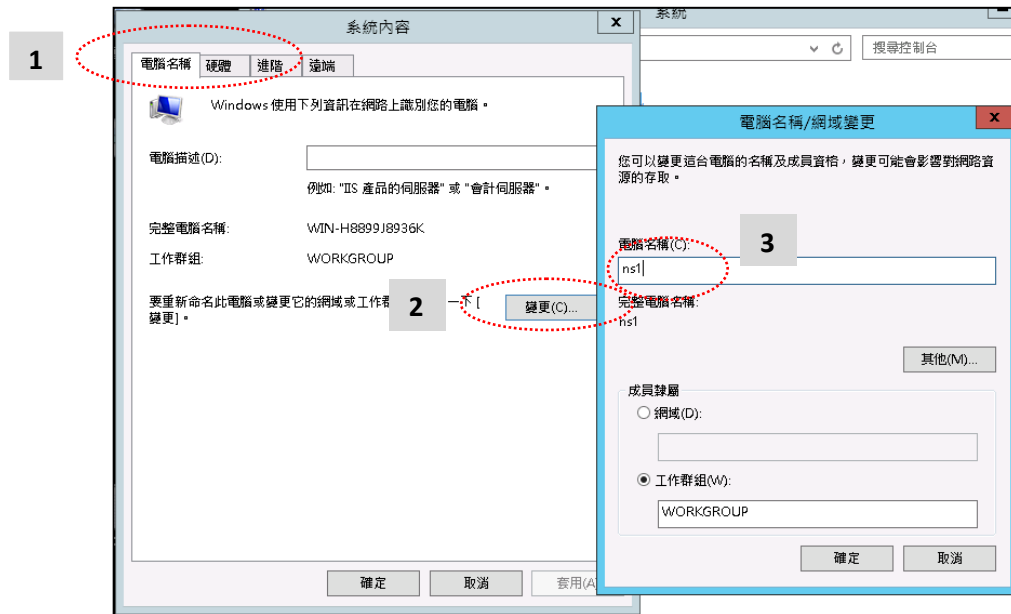 系統
搜尋控制台
1
系統內容
x
電腦名稱
硬體
進階
遠端
Windows 使用下列資訊在網路上識別您的電腦。
電腦描述(D):
例如: "IIS 產品的伺服器" 或 "會計伺服器"。
完整電腦名稱:
WIN-H8899J8936K
工作群組:
WORKGROUP
要重新命名此電腦或變更它的網域或工作群
一下 [
變更]。
2
變更(C)...
確定
取消
套用(A
電腦名稱/網域變更
x
您可以變更這台電腦的名稱及成員資格，變更可能會影響對網路資
源的存取。
3
電腦名稱(C):
ns1
完整電腦名稱:
ns1
其他(M)...
成員隸屬
網域(D):
工作群組(W):
WORKGROUP
確定
取消